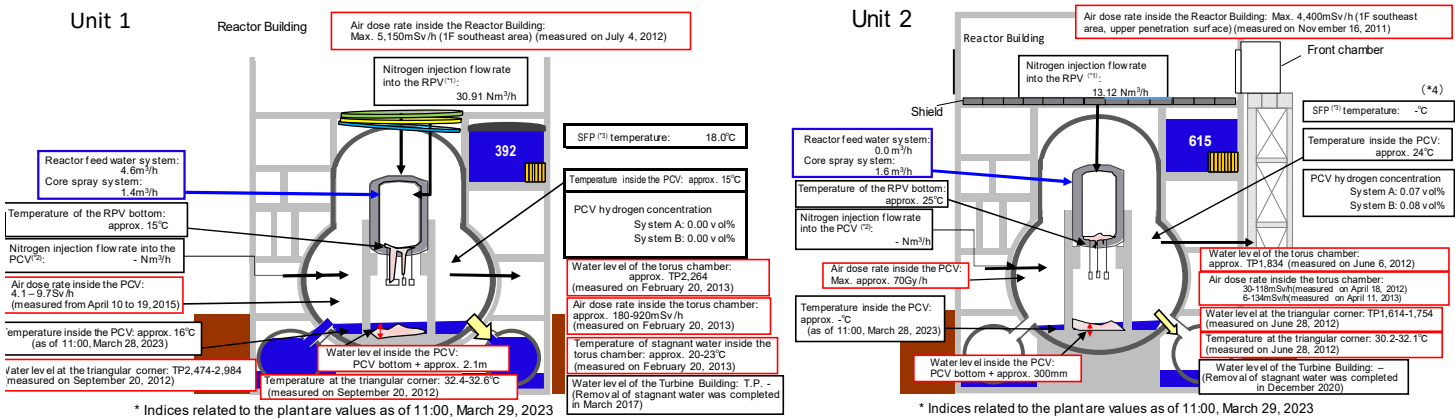 Unit 1
Reactor Building
Air dose rate inside the Reactor Building:
Max. 5,150mSv/h (1F southeast area) (measured on July 4, 2012)
Nitrogen injection flow rate
into the RPV(*1):
30.91 Nm3/h
392
SFP (*3) temperature: 18.0℃
Reactor feed water system:
4.6m3/h
Core spray system:
1.4m3/h
Temperature inside the PCV: approx. 15℃
PCV hydrogen concentration
System A: 0.00 vol%
System B: 0.00 vol%
Temperature of the RPV bottom:
approx. 15℃
Nitrogen injection flow rate into the
PCV(*2):
- Nm3/h
Air dose rate inside the PCV:
4.1 – 9.7Sv/h
(measured from April 10 to 19, 2015)
Temperature inside the PCV: approx. 16℃
(as of 11:00, March 28, 2023)
Water level at the triangular corner: TP2,474-2,984
(measured on September 20, 2012)
Water level inside the PCV:
PCV bottom + approx. 2.1m
Temperature at the triangular corner: 32.4-32.6℃
(measured on September 20, 2012)
Water level of the torus chamber:
approx. TP2,264
(measured on February 20, 2013)
Air dose rate inside the torus chamber:
approx. 180-920mSv/h
(measured on February 20, 2013)
Temperature of stagnant water inside the
torus chamber: approx. 20-23℃
(measured on February 20, 2013)
Water level of the Turbine Building: T.P. -
(Removal of stagnant water was completed
in March 2017)
* Indices related to the plant are values as of 11:00, March 29, 2023
Unit 2
Reactor Building
Air dose rate inside the Reactor Building: Max. 4,400mSv/h (1F southeast
area, upper penetration surface) (measured on November 16, 2011)
Front chamber
Nitrogen injection flow rate
into the RPV (*1):
13.12 Nm3/h
(*4)
Shield
615
SFP (*3) temperature: -℃
Reactor feed water system:
0.0 m3/h
Core spray system:
1.6 m3/h
Temperature inside the PCV:
approx. 24℃
PCV hydrogen concentration
System A: 0.07 vol%
System B: 0.08 vol%
Temperature of the RPV bottom:
approx. 25℃
Nitrogen injection flow rate
into the PCV (*2):
- Nm3/h
Air dose rate inside the PCV:
Max. approx. 70Gy/h
Temperature inside the PCV:
approx. -℃
(as of 11:00, March 28, 2023)
Water level inside the PCV:
PCV bottom + approx. 300mm
Water level of the torus chamber:
approx. TP1,834 (measured on June 6, 2012)
Air dose rate inside the torus chamber:
30-118mSv/h(measured on April 18, 2012)
6-134mSv/h(measured on April 11, 2013)
Water level at the triangular corner: TP1,614-1,754
(measured on June 28, 2012)
Temperature at the triangular corner: 30.2-32.1℃
(measured on June 28, 2012)
Water level of the Turbine Building: –
(Removal of stagnant water was completed
in December 2020)
* Indices related to the plant are values as of 11:00, March 29, 2023